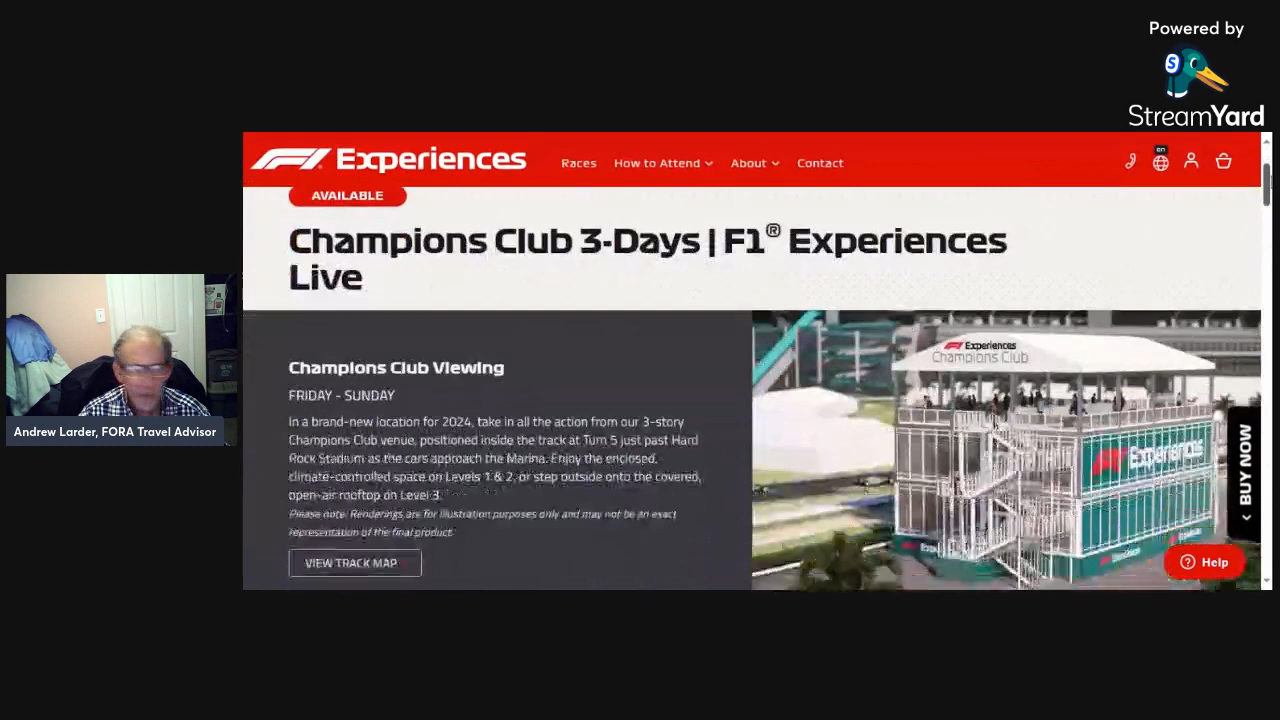 Powered by
StreamYard
F1 Experiences
Races How to Attend About Contact
en
AVAILABLE
Champions Club 3-Days | F1® Experiences
Live
Champions Club Viewing
FRIDAY - SUNDAY
In a brand-new location for 2024, take in all the action from our 3-story
Champions Club venue, positioned inside the track at Turn 5 just past Hard
Rock Stadium as the cars approach the Marina. Enjoy the enclosed,
climate-controlled space on Levels 1 & 2, or step outside onto the covered,
open-air rooftop on Level 3.
Please note: Renderings are for illustration purposes only and may not be an exact
representation of the final product.
VIEW TRACK MAP
F1 Experiences
Champions Club
F1 Experiences
BUY NOW
Help
Andrew Larder, FORA Travel Advisor